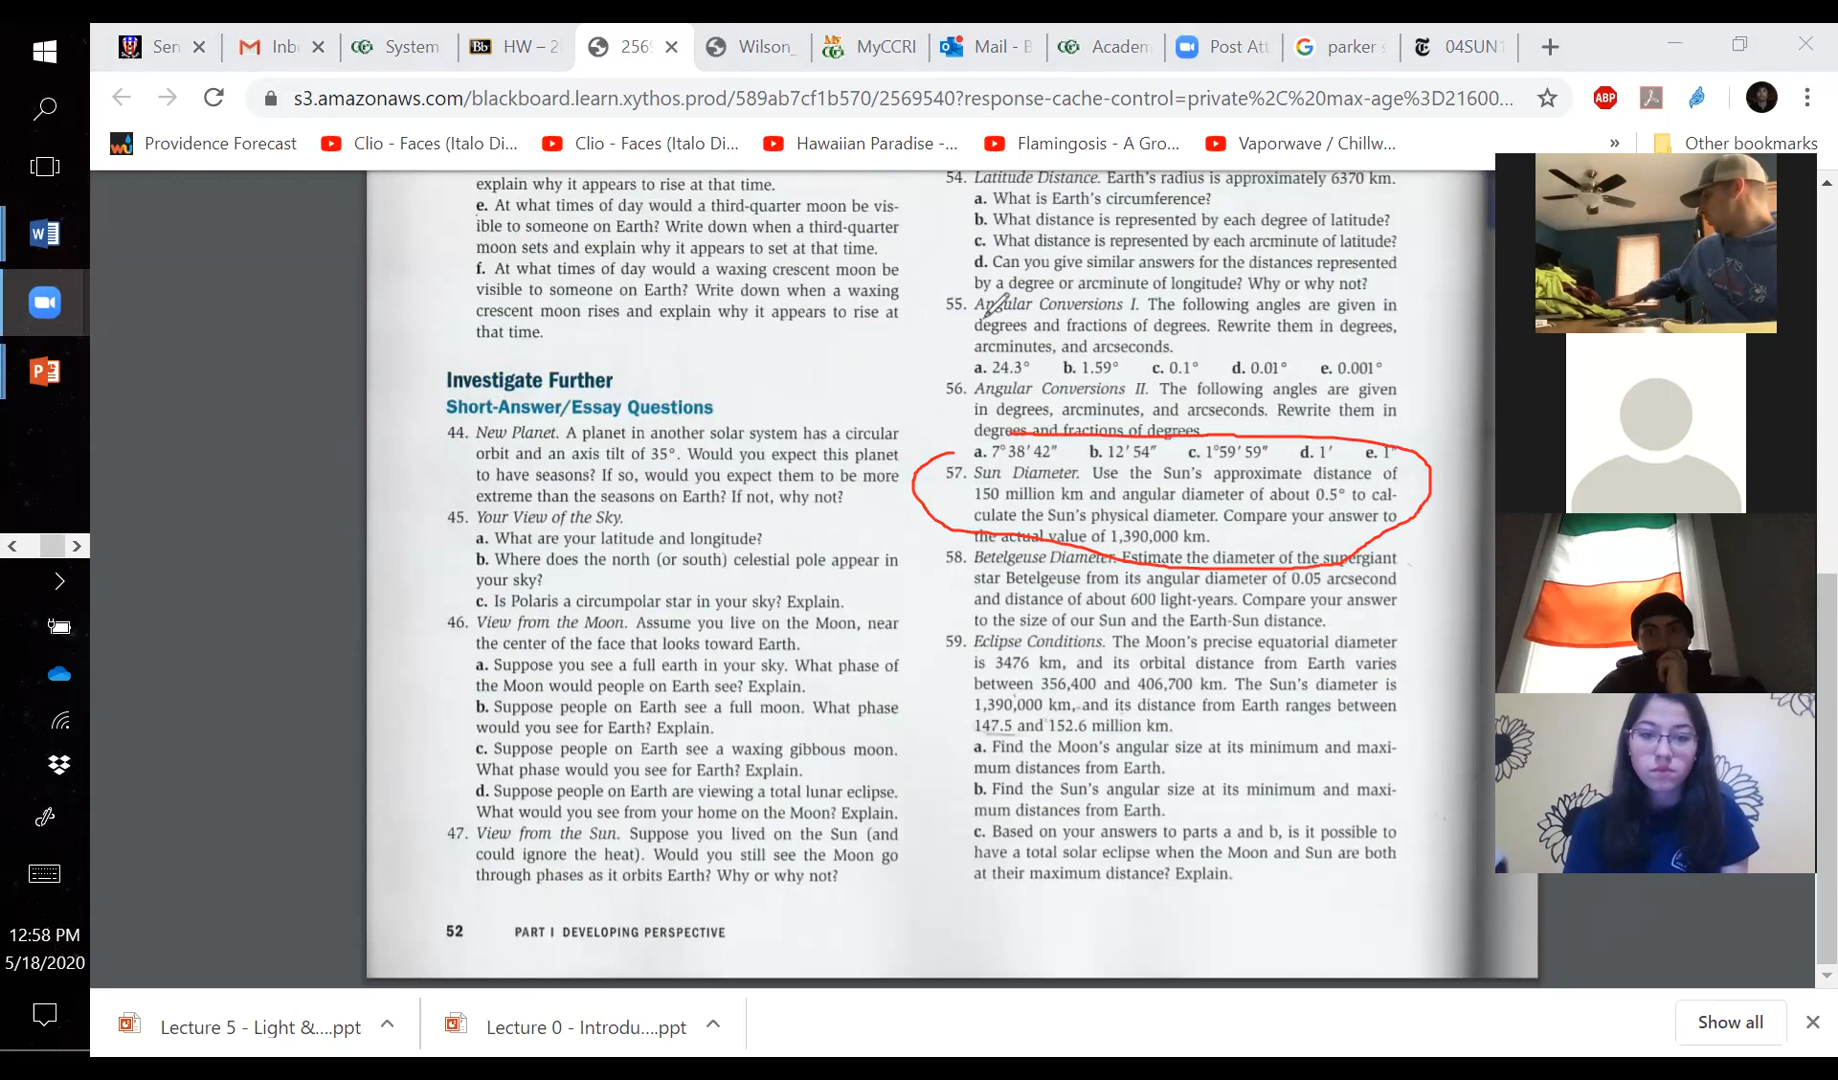 Sen
Inb
System
HW – 2
2569
Wilson_
MyCCRI
Mail - B
Academ
Post Att
parker s
04SUN1
s3.amazonaws.com/blackboard.learn.xythos.prod/589ab7cf1b570/2569540?response-cache-control=private%2C%20max-age%3D21600...
ABP
Providence Forecast
Clio - Faces (Italo Di...
Clio - Faces (Italo Di...
Hawaiian Paradise -...
Flamingosis - A Gro...
Vaporwave / Chillw...
»
Other bookmarks
explain why it appears to rise at that time.
e. At what times of day would a third-quarter moon be vis-
ible to someone on Earth? Write down when a third-quarter
moon sets and explain why it appears to set at that time.
f. At what times of day would a waxing crescent moon be
visible to someone on Earth? Write down when a waxing
crescent moon rises and explain why it appears to rise at
that time.
Investigate Further
Short-Answer/Essay Questions
44. New Planet. A planet in another solar system has a circular
orbit and an axis tilt of 35°. Would you expect this planet
to have seasons? If so, would you expect them to be more
extreme than the seasons on Earth? If not, why not?
45. Your View of the Sky.
a. What are your latitude and longitude?
b. Where does the north (or south) celestial pole appear in
your sky?
c. Is Polaris a circumpolar star in your sky? Explain.
46. View from the Moon. Assume you live on the Moon, near
the center of the face that looks toward Earth.
a. Suppose you see a full earth in your sky. What phase of
the Moon would people on Earth see? Explain.
b. Suppose people on Earth see a full moon. What phase
would you see for Earth? Explain.
c. Suppose people on Earth see a waxing gibbous moon.
What phase would you see for Earth? Explain.
d. Suppose people on Earth are viewing a total lunar eclipse.
What would you see from your home on the Moon? Explain.
47. View from the Sun. Suppose you lived on the Sun (and
could ignore the heat). Would you still see the Moon go
through phases as it orbits Earth? Why or why not?
52 PART I DEVELOPING PERSPECTIVE
54. Latitude Distance. Earth's radius is approximately 6370 km.
a. What is Earth's circumference?
b. What distance is represented by each degree of latitude?
c. What distance is represented by each arcminute of latitude?
d. Can you give similar answers for the distances represented
by a degree or arcminute of longitude? Why or why not?
55. Angular Conversions I. The following angles are given in
degrees and fractions of degrees. Rewrite them in degrees,
arcminutes, and arcseconds.
a. 24.3° b. 1.59° c. 0.1° d. 0.01° e. 0.001°
56. Angular Conversions II. The following angles are given
in degrees, arcminutes, and arcseconds. Rewrite them in
degrees and fractions of degrees.
a. 7°38′42″ b. 12′54″ c. 1°59′59″ d. 1′ e. 1″
57. Sun Diameter. Use the Sun's approximate distance of
150 million km and angular diameter of about 0.5° to cal-
culate the Sun's physical diameter. Compare your answer to
the actual value of 1,390,000 km.
58. Betelgeuse Diameter. Estimate the diameter of the supergiant
star Betelgeuse from its angular diameter of 0.05 arcsecond
and distance of about 600 light-years. Compare your answer
to the size of our Sun and the Earth-Sun distance.
59. Eclipse Conditions. The Moon's precise equatorial diameter
is 3476 km, and its orbital distance from Earth varies
between 356,400 and 406,700 km. The Sun's diameter is
1,390,000 km, and its distance from Earth ranges between
147.5 and 152.6 million km.
a. Find the Moon's angular size at its minimum and maxi-
mum distances from Earth.
b. Find the Sun's angular size at its minimum and maxi-
mum distances from Earth.
c. Based on your answers to parts a and b, is it possible to
have a total solar eclipse when the Moon and Sun are both
at their maximum distance? Explain.
12:58 PM
5/18/2020
Lecture 5 - Light &....ppt
Lecture 0 - Introdu....ppt
Show all